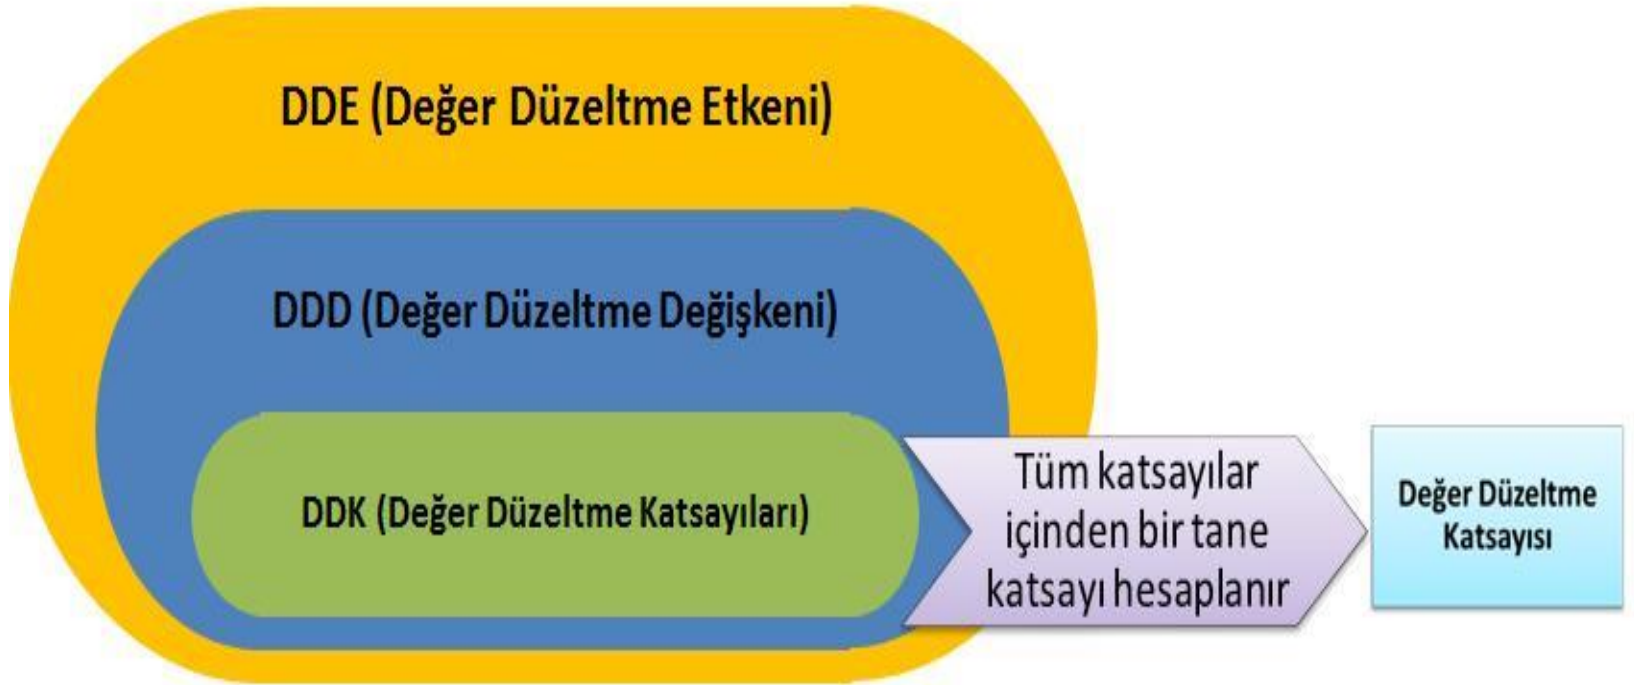 DDE (Değer Düzeltme Etkeni)
DDD (Değer Düzeltme Değişkeni)
DDK (Değer Düzeltme Katsayıları)
Tüm katsayılar
içinden bir tane
katsayı hesaplanır
Değer Düzeltme
Katsayısı